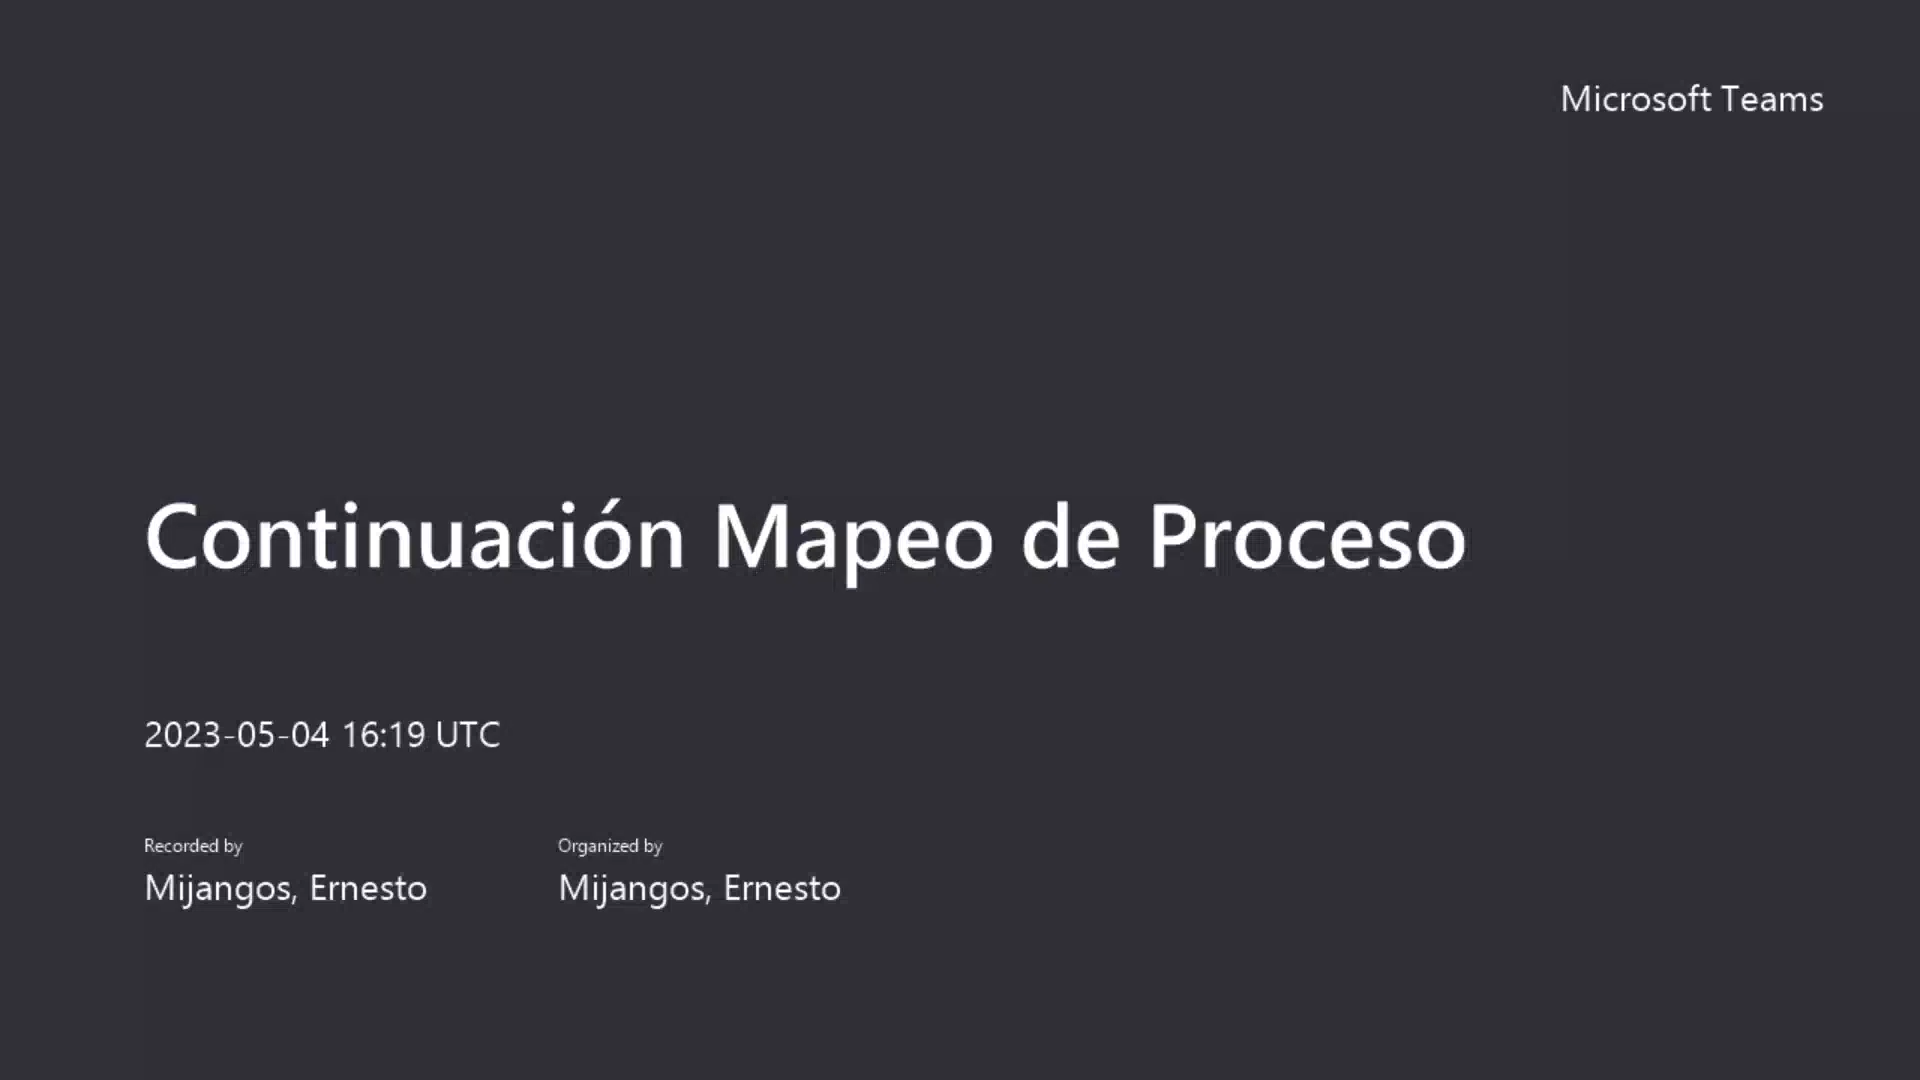 Microsoft Teams
Continuación Mapeo de Proceso
2023-05-04 16:19 UTC
Recorded by
Organized by
Mijangos, Ernesto
Mijangos, Ernesto